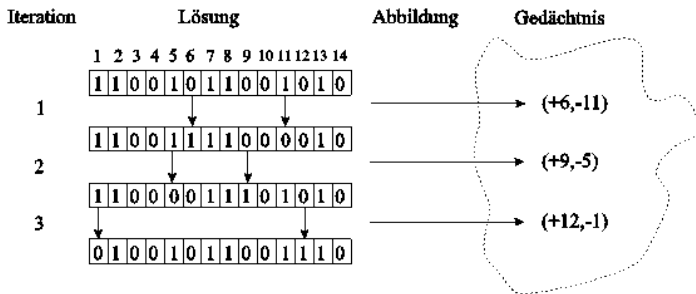 Iteration Lösung Abbildung Gedächtnis
1 2 3 4 5 6 7 8 9 10 11 12 13 14
1 1 0 0 1 0 1 1 0 0 1 0 1 0
1 (+6,-11)
1 1 0 0 1 1 1 1 0 0 0 0 1 0
2 (+9,-5)
1 1 0 0 0 0 1 1 1 0 1 0 1 0
3 (+12,-1)
0 1 0 0 1 0 1 1 0 0 1 1 1 0